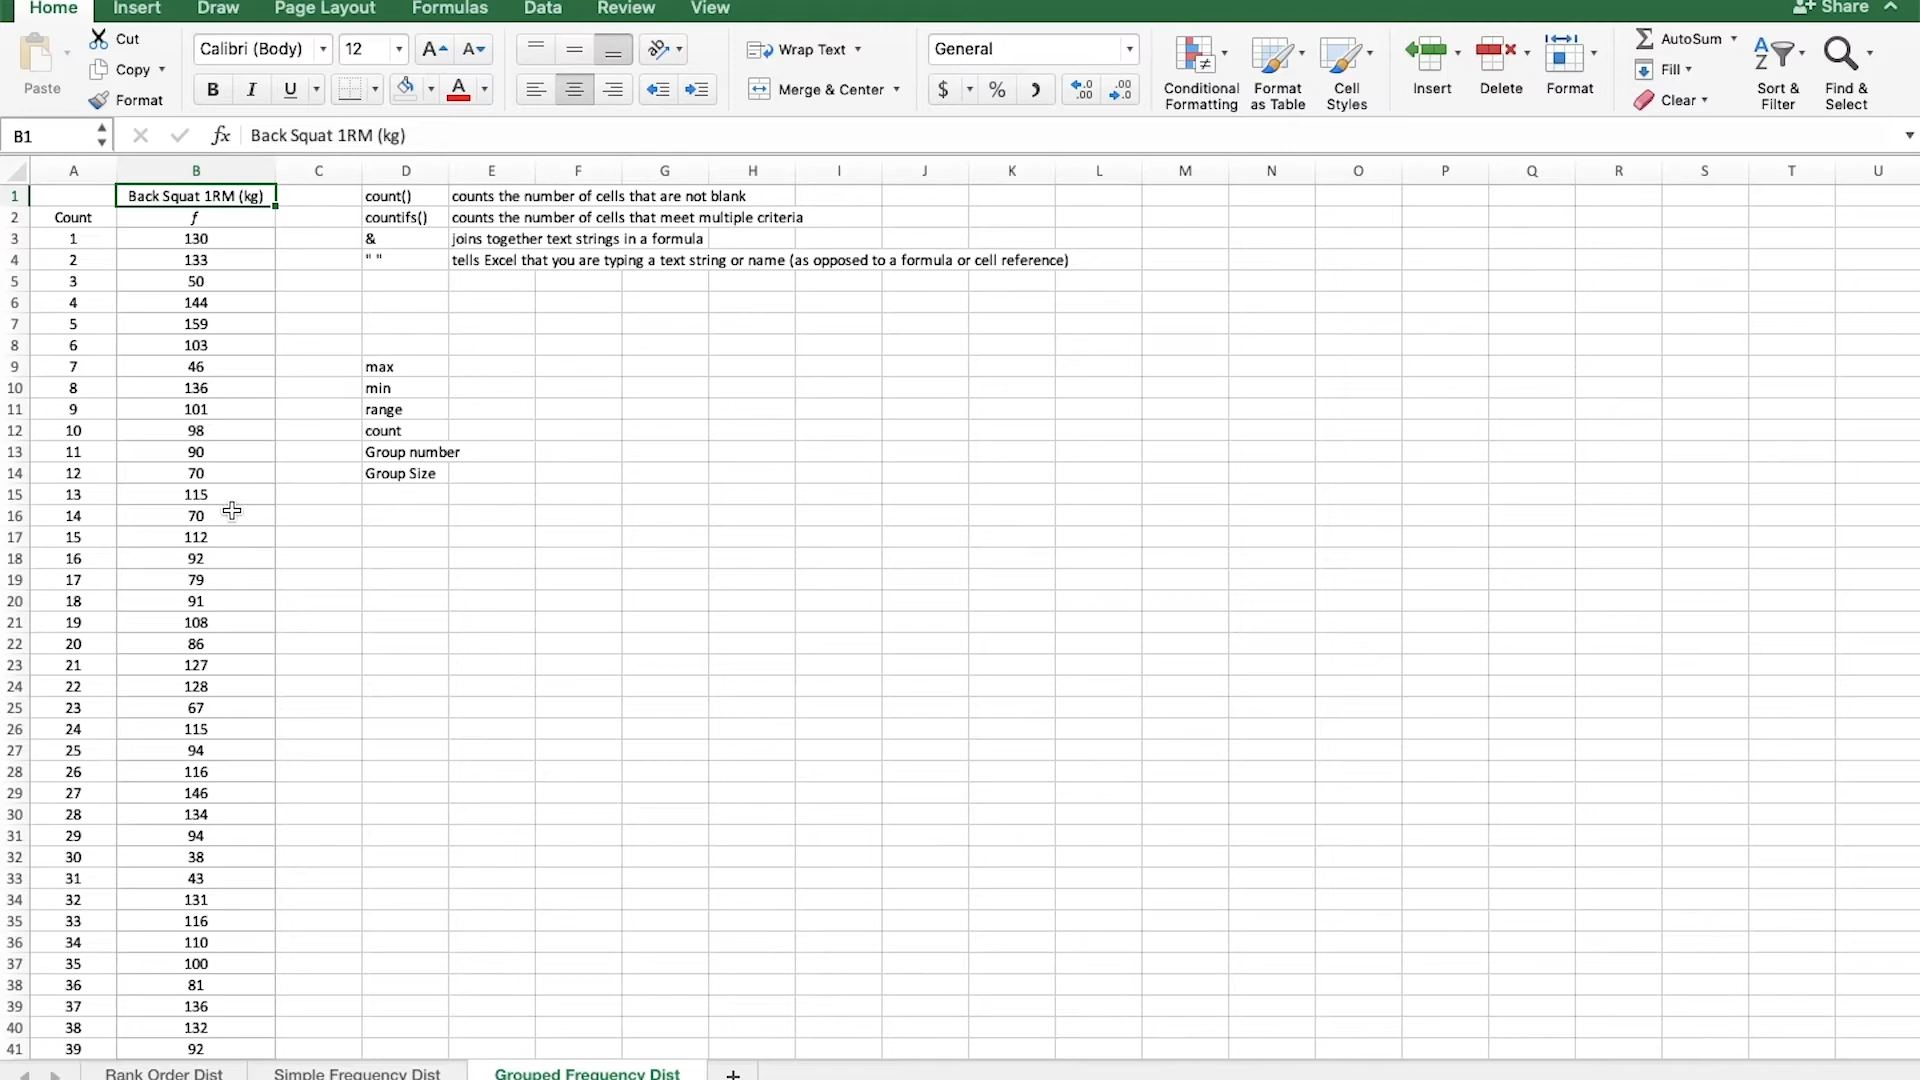 Home Insert Draw Page Layout Formulas Data Review View Share
Cut
Copy
Format
Paste
Calibri (Body) 12
B I U
Wrap Text
Merge & Center
General
$ %
Conditional Formatting
Format as Table
Cell Styles
Insert
Delete
Format
AutoSum
Fill
Clear
Sort & Filter
Find & Select
B1 fx Back Squat 1RM (kg)
A B C D E F G H I J K L M N O P Q R S T U
1 Back Squat 1RM (kg) count() counts the number of cells that are not blank
2 Count f countifs() counts the number of cells that meet multiple criteria
3 1 130 & joins together text strings in a formula
4 2 133 " " tells Excel that you are typing a text string or name (as opposed to a formula or cell reference)
5 3 50
6 4 144
7 5 159
8 6 103
9 7 46 max
10 8 136 min
11 9 101 range
12 10 98 count
13 11 90 Group number
14 12 70 Group Size
15 13 115
16 14 70
17 15 112
18 16 92
19 17 79
20 18 91
21 19 108
22 20 86
23 21 127
24 22 128
25 23 67
26 24 115
27 25 94
28 26 116
29 27 146
30 28 134
31 29 94
32 30 38
33 31 43
34 32 131
35 33 116
36 34 110
37 35 100
38 36 81
39 37 136
40 38 132
41 39 92
Rank Order Dist Simple Frequency Dist Grouped Frequency Dist +